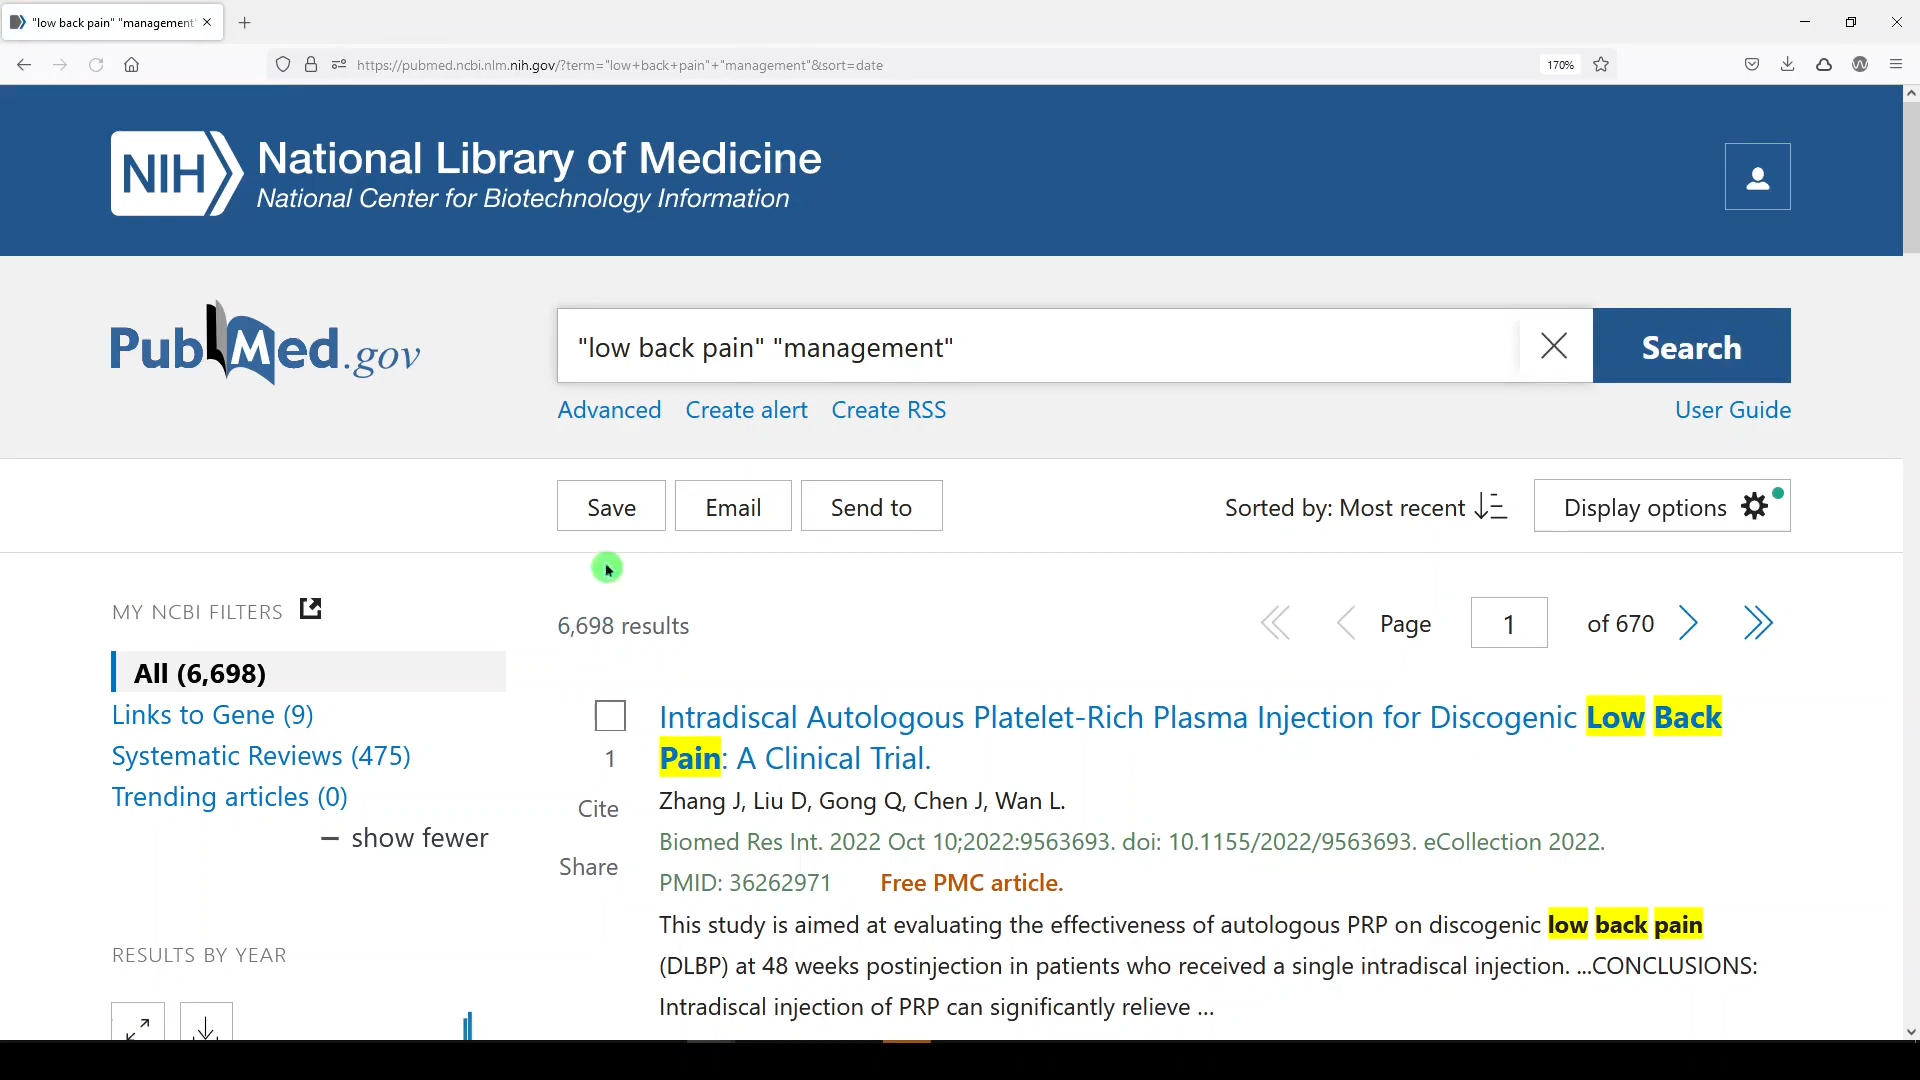 "low back pain" "management"
https://pubmed.ncbi.nlm.nih.gov/?term="low+back+pain"+"management"&sort=date
170%
NIH
National Library of Medicine
National Center for Biotechnology Information
PubMed.gov
"low back pain" "management"
Search
Advanced Create alert Create RSS
User Guide
Save Email Send to
Sorted by: Most recent
Display options
MY NCBI FILTERS
6,698 results
Page 1 of 670
All (6,698)
Links to Gene (9)
Systematic Reviews (475)
Trending articles (0)
— show fewer
RESULTS BY YEAR
1
Cite
Share
Intradiscal Autologous Platelet-Rich Plasma Injection for Discogenic Low Back
Pain: A Clinical Trial.
Zhang J, Liu D, Gong Q, Chen J, Wan L.
Biomed Res Int. 2022 Oct 10;2022:9563693. doi: 10.1155/2022/9563693. eCollection 2022.
PMID: 36262971 Free PMC article.
This study is aimed at evaluating the effectiveness of autologous PRP on discogenic low back pain
(DLBP) at 48 weeks postinjection in patients who received a single intradiscal injection. ...CONCLUSIONS:
Intradiscal injection of PRP can significantly relieve ...